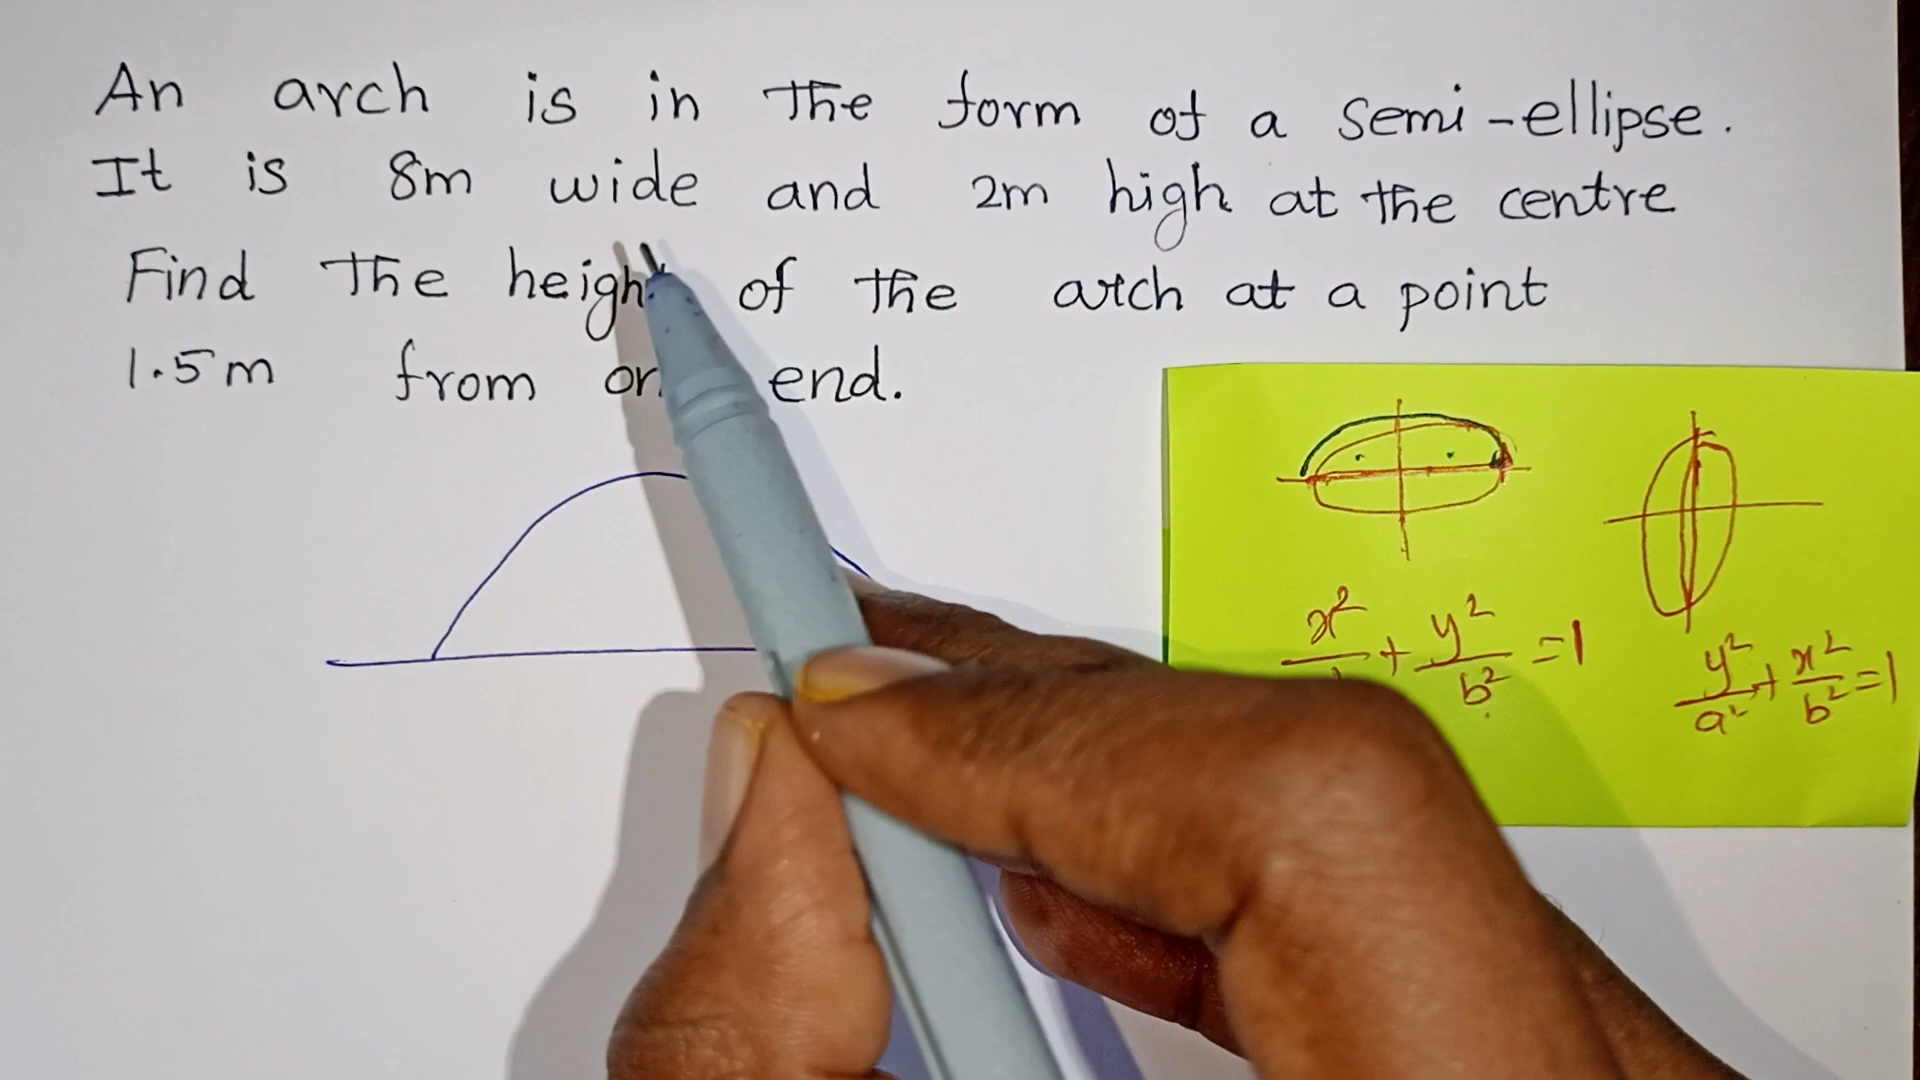 An arch is in the form of a semi-ellipse.
It is 8m wide and 2m high at the centre
Find the of the arch at a point
1.5m from end.
x² + y²/b² = 1
y²/a² + x²/b² = 1